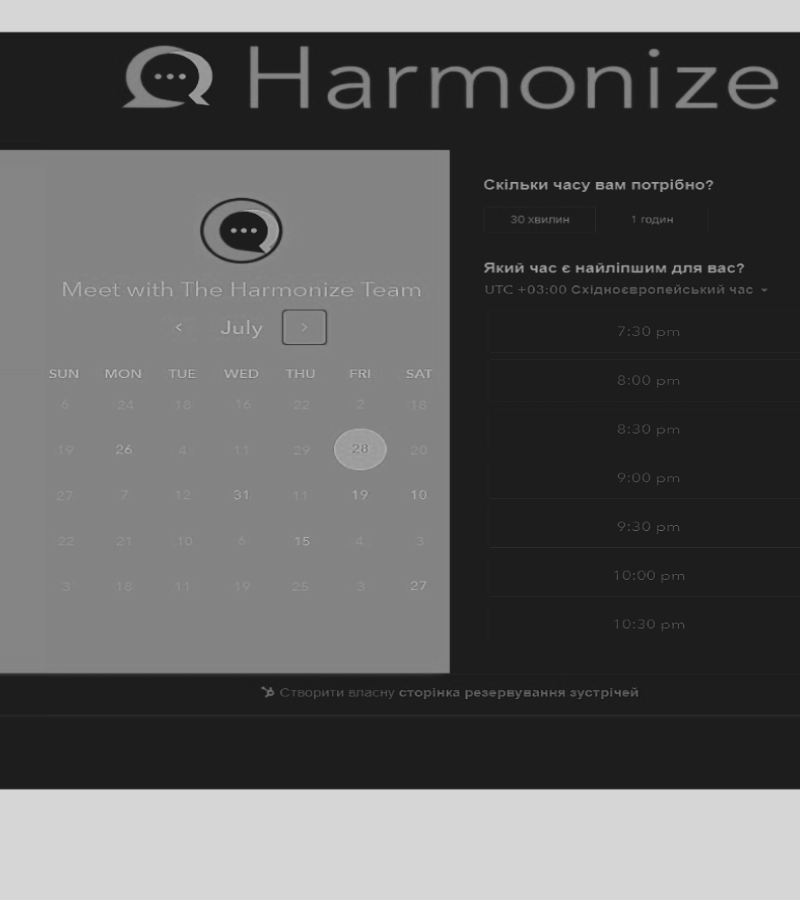 Harmonize
Meet with The Harmonize Team
July
SUN MON TUE WED THU FRI SAT
6 24 18 16 22 2 18
19 26 4 11 29 28 20
27 7 12 31 11 19 10
22 21 10 6 15 4 3
3 18 11 19 25 3 27
Скільки часу вам потрібно?
30 хвилин 1 годин
Який час є найліпшим для вас?
UTC +03:00 Східноєвропейський час
7:30 pm
8:00 pm
8:30 pm
9:00 pm
9:30 pm
10:00 pm
10:30 pm
Створити власну сторінка резервування зустрічей